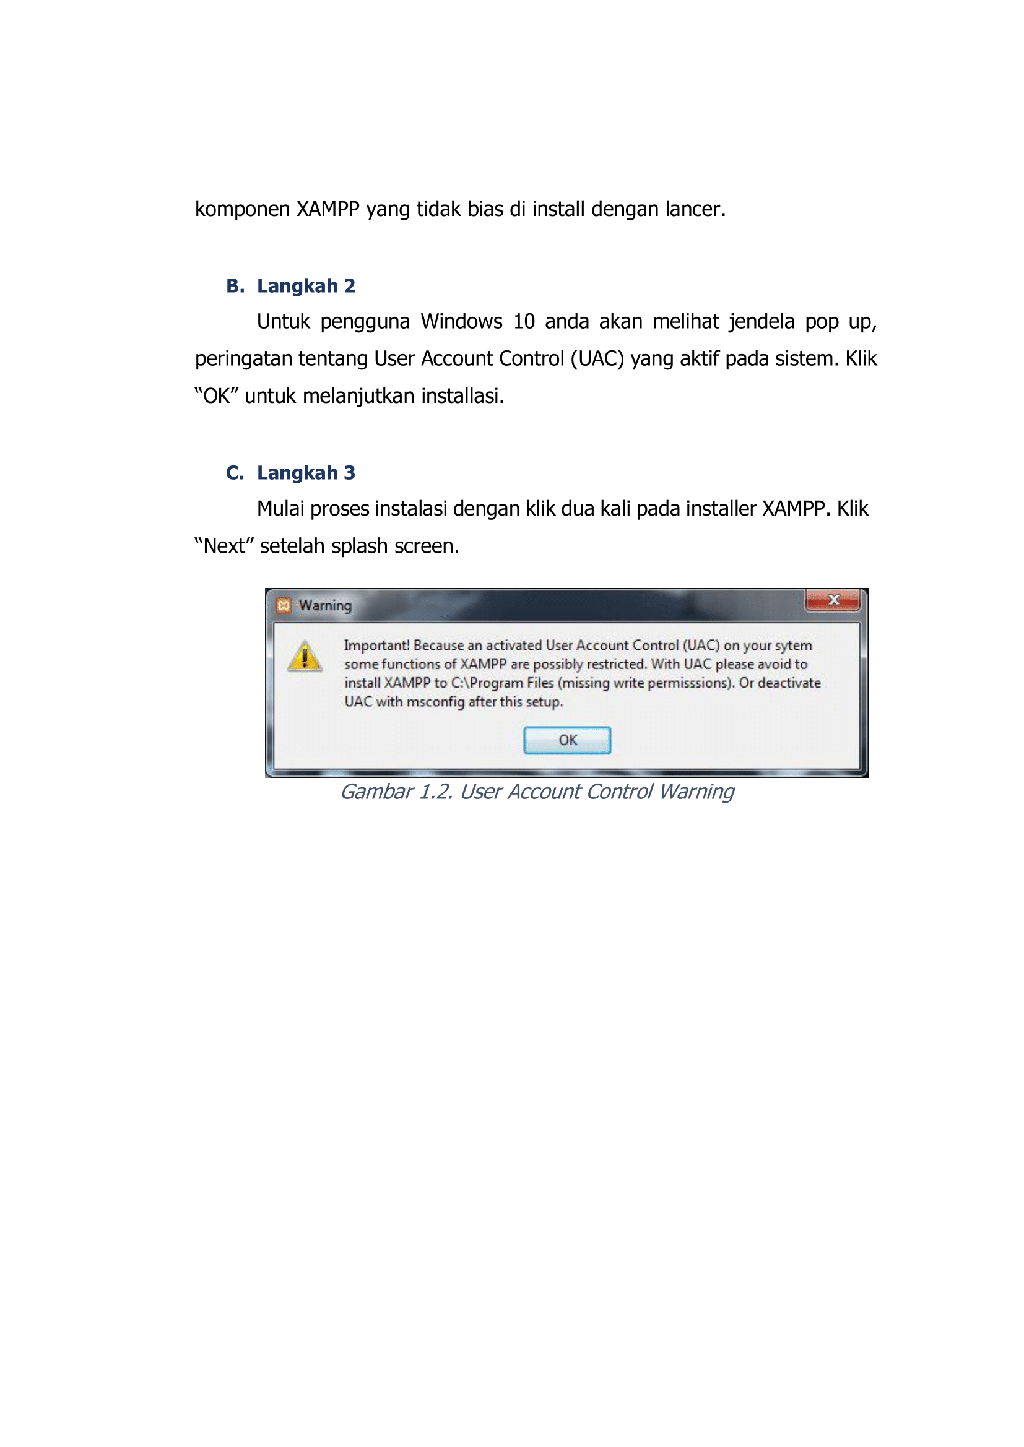 komponen XAMPP yang tidak bias di install dengan lancer.
B. Langkah 2
Untuk pengguna Windows 10 anda akan melihat jendela pop up,
peringatan tentang User Account Control (UAC) yang aktif pada sistem. Klik
“OK” untuk melanjutkan installasi.
C. Langkah 3
Mulai proses instalasi dengan klik dua kali pada installer XAMPP. Klik
“Next” setelah splash screen.
Warning
Important! Because an activated User Account Control (UAC) on your sytem
some functions of XAMPP are possibly restricted. With UAC please avoid to
install XAMPP to C:\Program Files (missing write permisssions). Or deactivate
UAC with msconfig after this setup.
OK
Gambar 1.2. User Account Control Warning